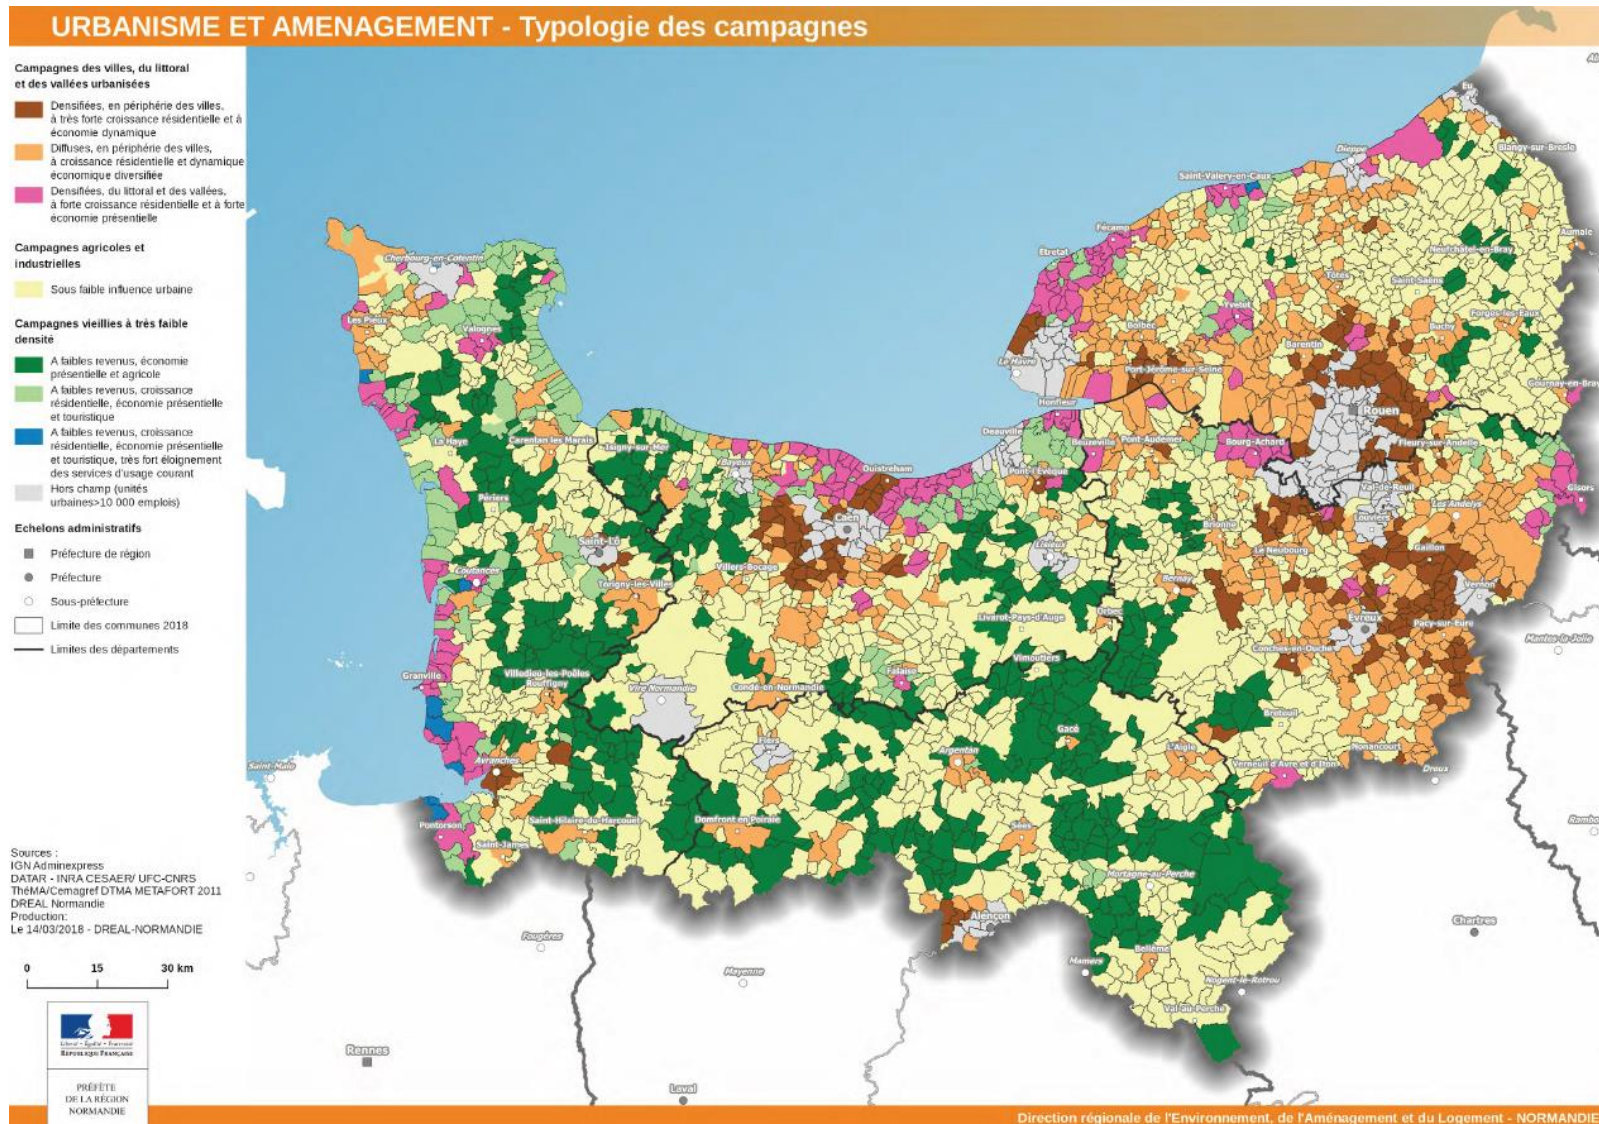 URBANISME ET AMENAGEMENT - Typologie des campagnes
Campagnes des villes, du littoral
et des vallées urbanisées
Densifiées, en périphérie des villes,
à très forte croissance résidentielle et à
économie dynamique
Diffuses, en périphérie des villes,
à croissance résidentielle et dynamique
économique diversifiée
Densifiées, du littoral et des vallées,
à forte croissance résidentielle et à forte
économie présentielle
Campagnes agricoles et
industrielles
Sous faible influence urbaine
Campagnes vieillies à très faible
densité
A faibles revenus, économie
présentielle et agricole
A faibles revenus, croissance
résidentielle, économie présentielle
et touristique
A faibles revenus, croissance
résidentielle, économie présentielle
et touristique, très fort éloignement
des services d'usage courant
Hors champ (unités
urbaines>10 000 emplois)
Echelons administratifs
Préfecture de région
Préfecture
Sous-préfecture
Limite des communes 2018
Limites des départements
Sources :
IGN Adminexpress
DATAR - INRA CESAER/ UFC-CNRS
ThéMA/Cemagref DTMA METAFORT 2011
DREAL Normandie
Production:
Le 14/03/2018 - DREAL-NORMANDIE
0 15 30 km
Liberté • Égalité • Fraternité
RÉPUBLIQUE FRANÇAISE
PRÉFÈTE
DE LA RÉGION
NORMANDIE
Eu
Blangy-sur-Bresle
Dieppe
Saint-Valery-en-Caux
Fécamp
Aumale
Etretat
Neufchâtel-en-Bray
Cherbourg-en-Cotentin
Tôtes
Saint-Saëns
Yvetot
Forges-les-Eaux
Les Pieux
Valognes
Bolbec
Buchy
Barentin
Le Havre
Port-Jérôme-sur-Seine
Gournay-en-Bray
Honfleur
Rouen
Deauville
La Haye
Carentan les Marais
Isigny-sur-Mer
Beuzeville
Pont-Audemer
Bourg-Achard
Fleury-sur-Andelle
Bayeux
Ouistreham
Pont-l'Évêque
Val-de-Reuil
Gisors
Périers
Les Andelys
Caen
Louviers
Brionne
Saint-Lô
Lisieux
Le Neubourg
Gaillon
Coutances
Torigny-les-Villes
Villers-Bocage
Bernay
Vernon
Livarot-Pays-d'Auge
Orbec
Évreux
Pacy-sur-Eure
Mantes-la-Jolie
Conches-en-Ouche
Vimoutiers
Granville
Villedieu-les-Poêles
Rouffigny
Vire Normandie
Condé-en-Normandie
Falaise
Breteuil
Gacé
Flers
Argentan
L'Aigle
Nonancourt
Avranches
Saint-Malo
Verneuil d'Avre et d'Iton
Dreux
Pontorson
Saint-Hilaire-du-Harcouet
Domfront en Poiraie
Sées
Rambo
Saint-James
Mortagne-au-Perche
Alençon
Chartres
Fougères
Bellême
Mamers
Mayenne
Nogent-le-Rotrou
Val-au-Perche
Rennes
Laval
Direction régionale de l'Environnement, de l'Aménagement et du Logement - NORMANDIE